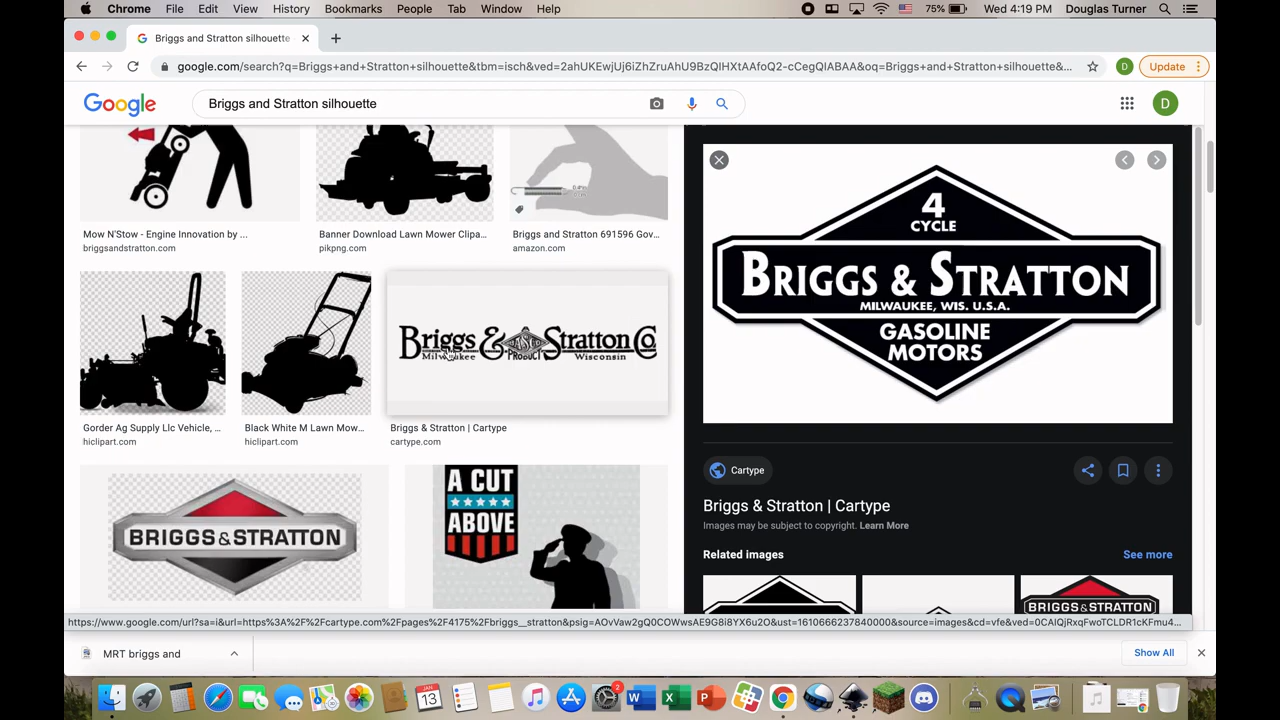 Chrome File Edit View History Bookmarks People Tab Window Help 75% Wed 4:19 PM Douglas Turner
Briggs and Stratton silhouette
google.com/search?q=Briggs+and+Stratton+silhouette&tbm=isch&ved=2ahUKEwjUj6iZhZruAhU9BzQIHXtAAfoQ2-cCegQIABAA&oq=Briggs+and+Stratton+silhouette&... D Update
Google Briggs and Stratton silhouette D
Mow N'Stow - Engine Innovation by ...
briggsandstratton.com
Banner Download Lawn Mower Clipa...
pikpng.com
Briggs and Stratton 691596 Gov...
amazon.com
4
CYCLE
BRIGGS & STRATTON
MILWAUKEE, WIS. U.S.A.
GASOLINE
MOTORS
Briggs & Stratton Co
Milwaukee BASCO PRODUCT Wisconsin
Gorder Ag Supply Llc Vehicle, ...
hiclipart.com
Black White M Lawn Mow...
hiclipart.com
Briggs & Stratton | Cartype
cartype.com
Cartype
Briggs & Stratton | Cartype
Images may be subject to copyright. Learn More
Related images See more
BRIGGS & STRATTON
A CUT
ABOVE
BRIGGS & STRATTON
https://www.google.com/url?sa=i&url=https%3A%2F%2Fcartype.com%2Fpages%2F4175%2Fbriggs__stratton&psig=AOvVaw2gQ0COWwsAE9G8i8YX6u2O&ust=1610666237840000&source=images&cd=vfe&ved=0CAIQjRxqFwoTCLDR1cKFmu4...
MRT briggs and Show All
JAN
13
2